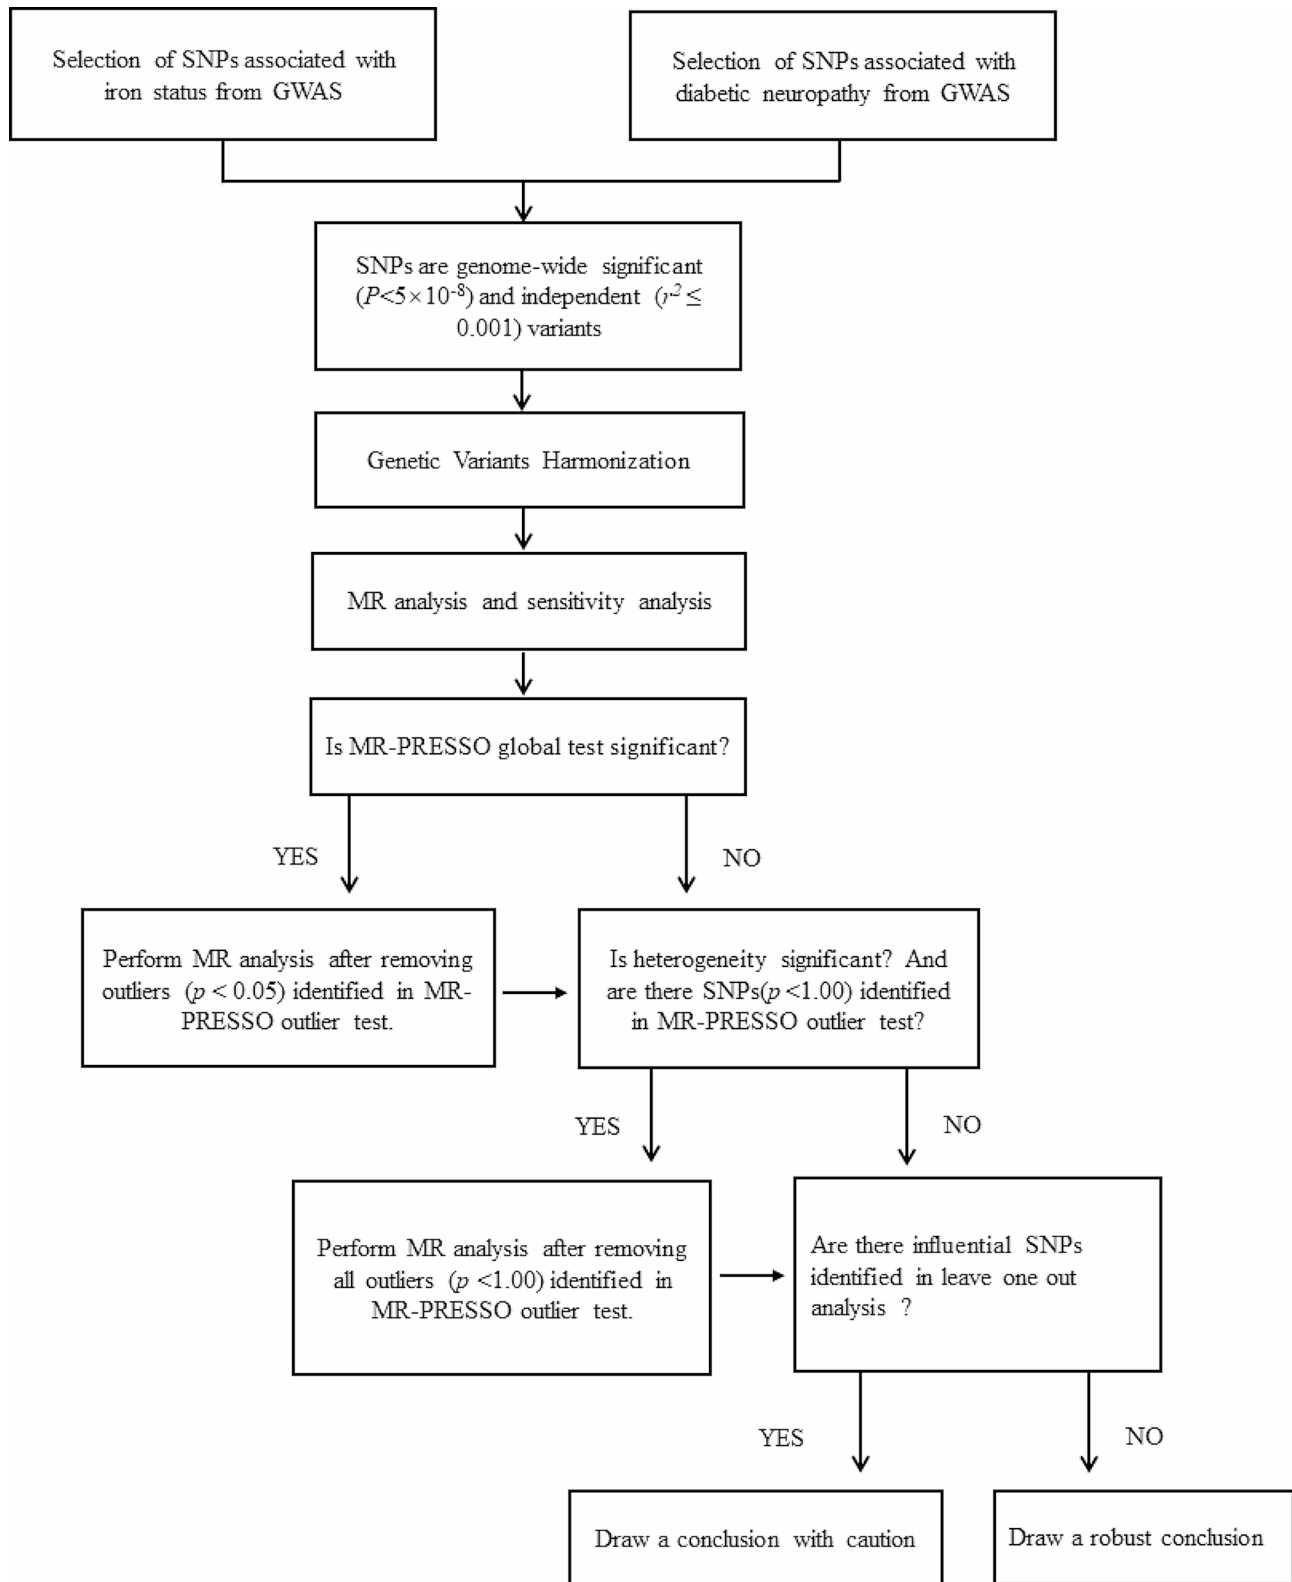 Selection of SNPs associated with
iron status from GWAS
Selection of SNPs associated with
diabetic neuropathy from GWAS
SNPs are genome-wide significant
(P<5×10-8) and independent (r2 ≤
0.001) variants
Genetic Variants Harmonization
MR analysis and sensitivity analysis
Is MR-PRESSO global test significant?
YES
NO
Perform MR analysis after removing
outliers (p < 0.05) identified in MR-
PRESSO outlier test.
Is heterogeneity significant? And
are there SNPs(p <1.00) identified
in MR-PRESSO outlier test?
YES
NO
Perform MR analysis after removing
all outliers (p <1.00) identified in
MR-PRESSO outlier test.
Are there influential SNPs
identified in leave one out
analysis ?
YES
NO
Draw a conclusion with caution
Draw a robust conclusion